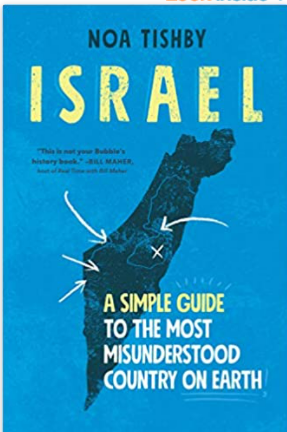 NOA TISHBY
ISRAEL
"This is not your Bubbie's
history book." –BILL MAHER,
host of Real Time with Bill Maher
A SIMPLE GUIDE
TO THE MOST
MISUNDERSTOOD
COUNTRY ON EARTH